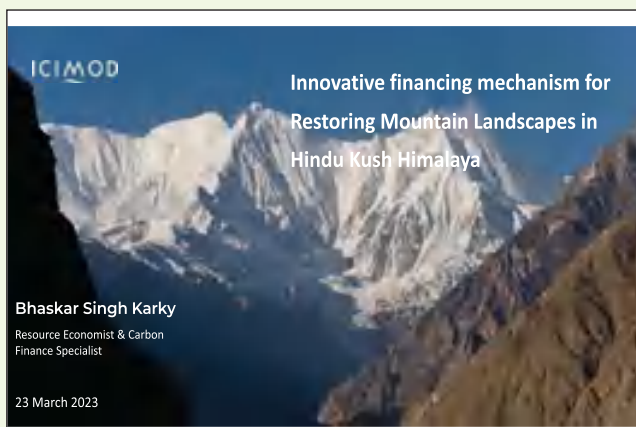 ICIMOD
Innovative financing mechanism for
Restoring Mountain Landscapes in
Hindu Kush Himalaya
Bhaskar Singh Karky
Resource Economist & Carbon
Finance Specialist
23 March 2023